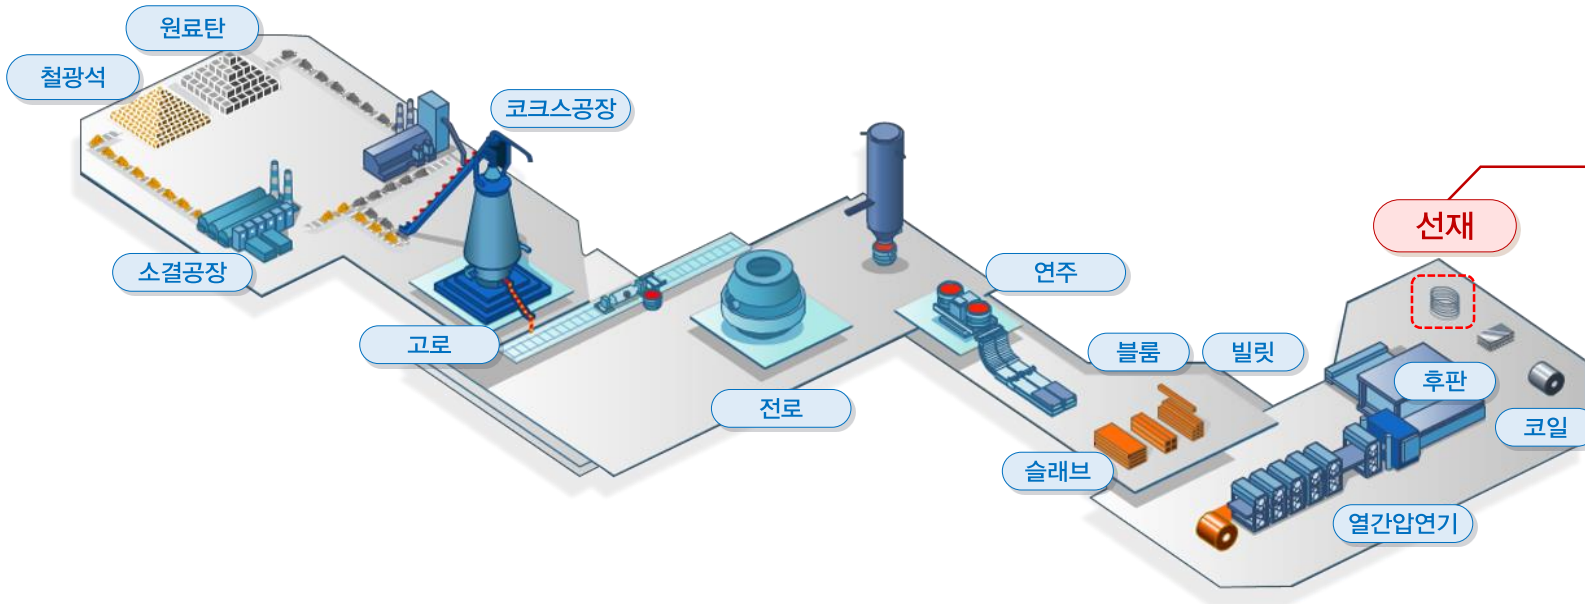 원료탄
철광석
코크스공장
소결공장
고로
전로
연주
블룸
빌릿
슬래브
선재
후판
코일
열간압연기